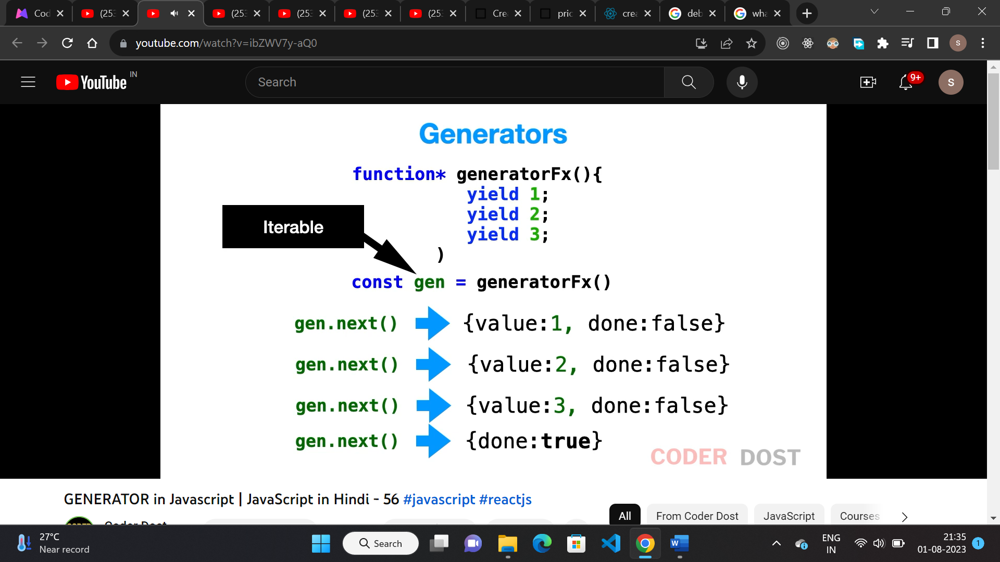 Cod
(25
(25
(25
(25
(25
Cre
pric
crea
deb
wha
youtube.com/watch?v=ibZWV7y-aQ0
YouTube IN
Search
9+
S
S
Generators
function* generatorFx(){
yield 1;
yield 2;
yield 3;
)
Iterable
const gen = generatorFx()
gen.next() {value:1, done:false}
gen.next() {value:2, done:false}
gen.next() {value:3, done:false}
gen.next() {done:true}
CODER DOST
GENERATOR in Javascript | JavaScript in Hindi - 56 #javascript #reactjs
Coder Dost
All
From Coder Dost
JavaScript
Courses
27°C
Near record
Search
ENG
IN
21:35
01-08-2023
1